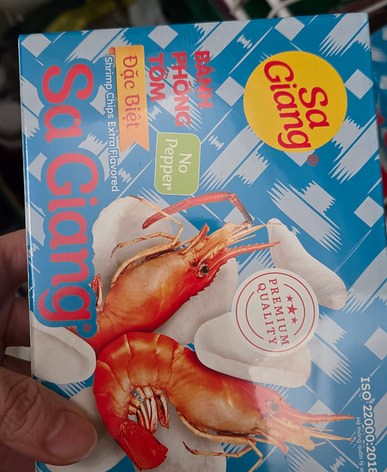 Sa
Giang®
BÁNH
PHỒNG
TÔM
Đặc Biệt
Shrimp Chips Extra Flavored
No
Pepper
Sa Giang
PREMIUM
QUALITY
ISO 22000:201